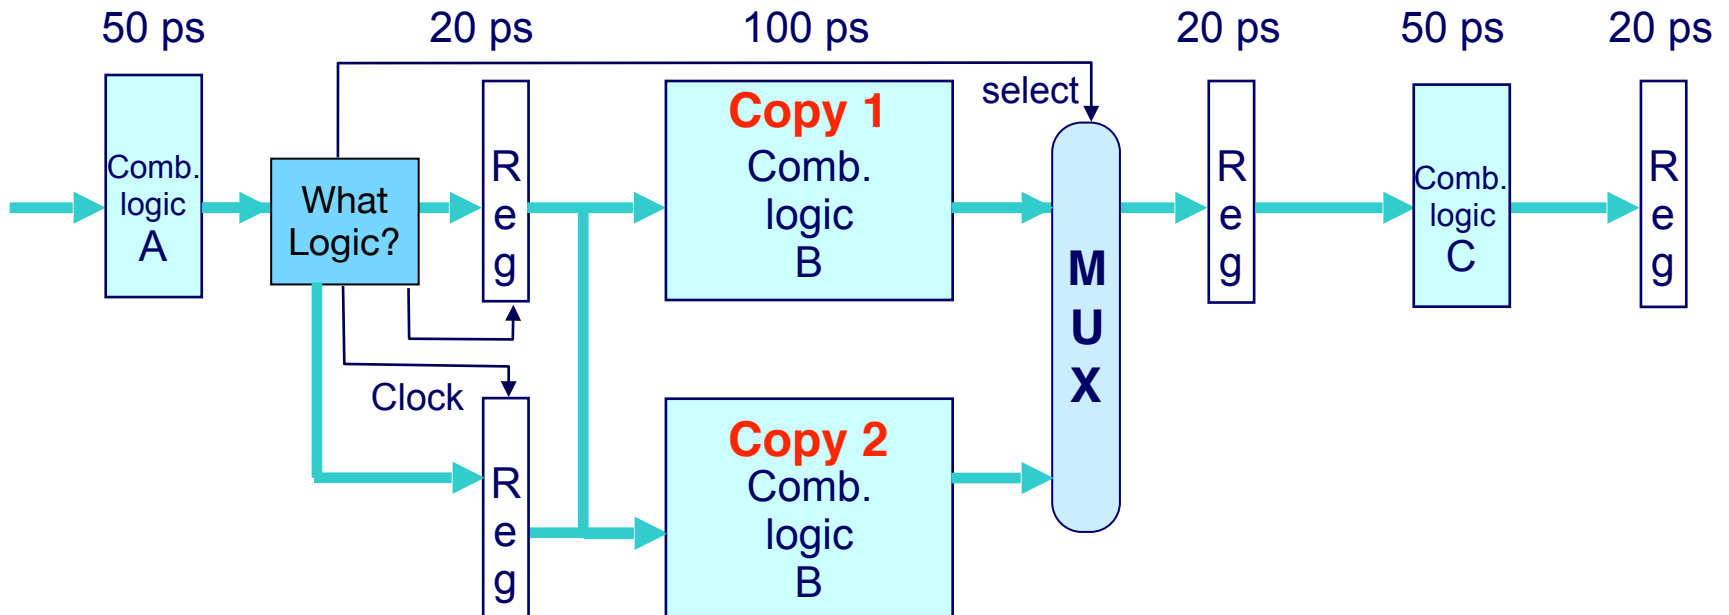 50 ps
20 ps
100 ps
20 ps
50 ps
20 ps
select
Comb.
logic
A
What
Logic?
R
e
g
Copy 1
Comb.
logic
B
M
U
X
R
e
g
Comb.
logic
C
R
e
g
Clock
R
e
g
Copy 2
Comb.
logic
B